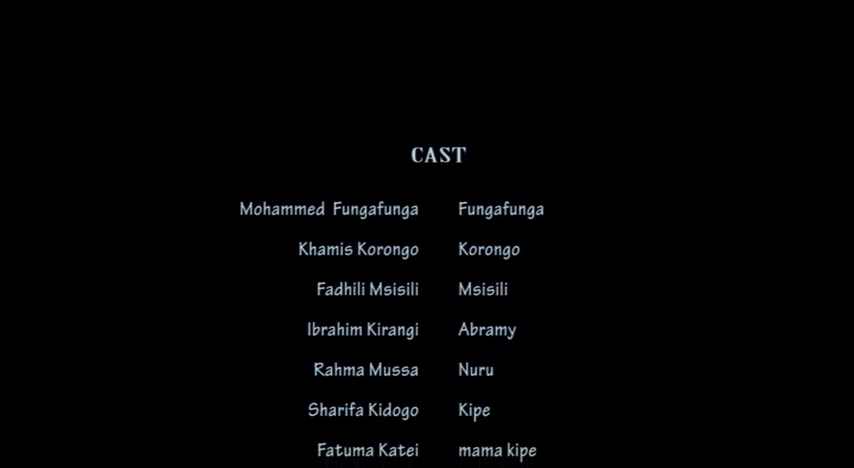 CAST
Mohammed Fungafunga Fungafunga
Khamis Korongo Korongo
Fadhili Msisili Msisili
Ibrahim Kirangi Abramy
Rahma Mussa Nuru
Sharifa Kidogo Kipe
Fatuma Katei mama kipe